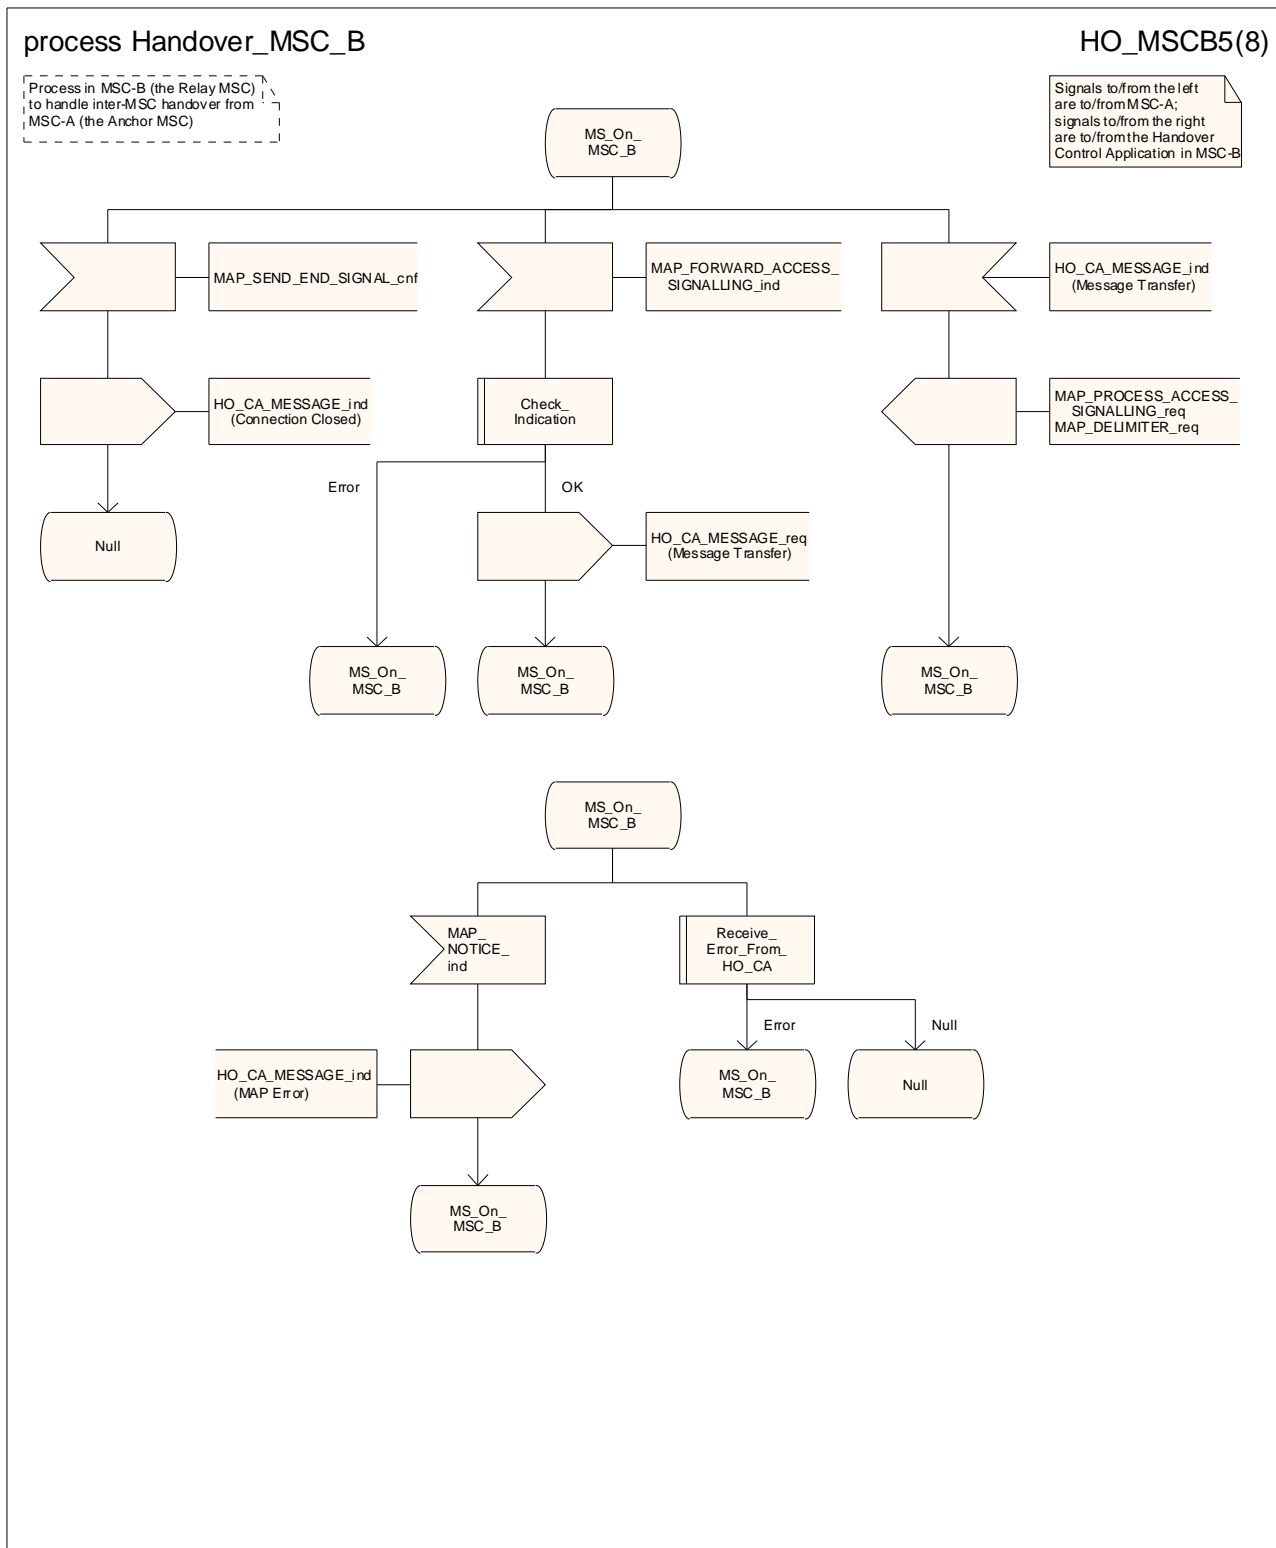 process Handover_MSC_B
HO_MSCB5(8)
Process in MSC-B (the Relay MSC)
to handle inter-MSC handover from
MSC-A (the Anchor MSC)
Signals to/from the left
are to/from MSC-A;
signals to/from the right
are to/from the Handover
Control Application in MSC-B
MS_On_
MSC_B
MAP_SEND_END_SIGNAL_cnf
MAP_FORWARD_ACCESS_
SIGNALLING_ind
HO_CA_MESSAGE_ind
(Message Transfer)
HO_CA_MESSAGE_ind
(Connection Closed)
Check_
Indication
MAP_PROCESS_ACCESS_
SIGNALLING_req
MAP_DELIMITER_req
Error
OK
Null
HO_CA_MESSAGE_req
(Message Transfer)
MS_On_
MSC_B
MS_On_
MSC_B
MS_On_
MSC_B
MS_On_
MSC_B
MAP_
NOTICE_
ind
Receive_
Error_From_
HO_CA
Error
Null
HO_CA_MESSAGE_ind
(MAP Error)
MS_On_
MSC_B
Null
MS_On_
MSC_B